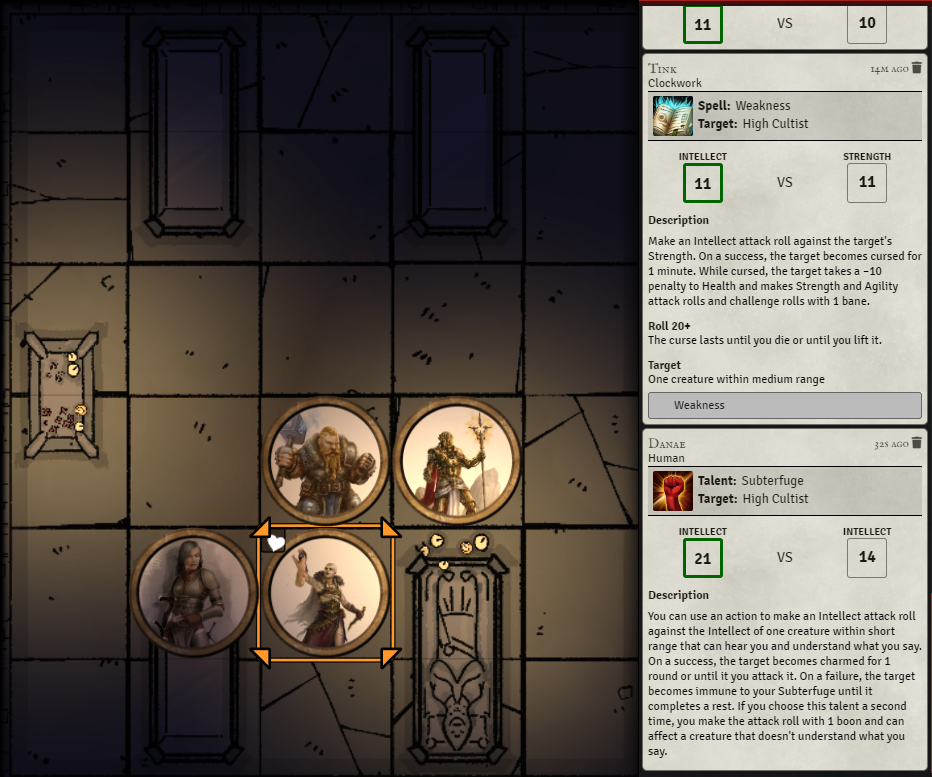 11 VS 10
Tink 14m ago
Clockwork
Spell: Weakness
Target: High Cultist
INTELLECT STRENGTH
11 VS 11
Description
Make an Intellect attack roll against the target's
Strength. On a success, the target becomes cursed for
1 minute. While cursed, the target takes a −10
penalty to Health and makes Strength and Agility
attack rolls and challenge rolls with 1 bane.
Roll 20+
The curse lasts until you die or until you lift it.
Target
One creature within medium range
Weakness
Danae 32s ago
Human
Talent: Subterfuge
Target: High Cultist
INTELLECT INTELLECT
21 VS 14
Description
You can use an action to make an Intellect attack roll
against the Intellect of one creature within short
range that can hear you and understand what you say.
On a success, the target becomes charmed for 1
round or until it you attack it. On a failure, the target
becomes immune to your Subterfuge until it
completes a rest. If you choose this talent a second
time, you make the attack roll with 1 boon and can
affect a creature that doesn't understand what you
say.